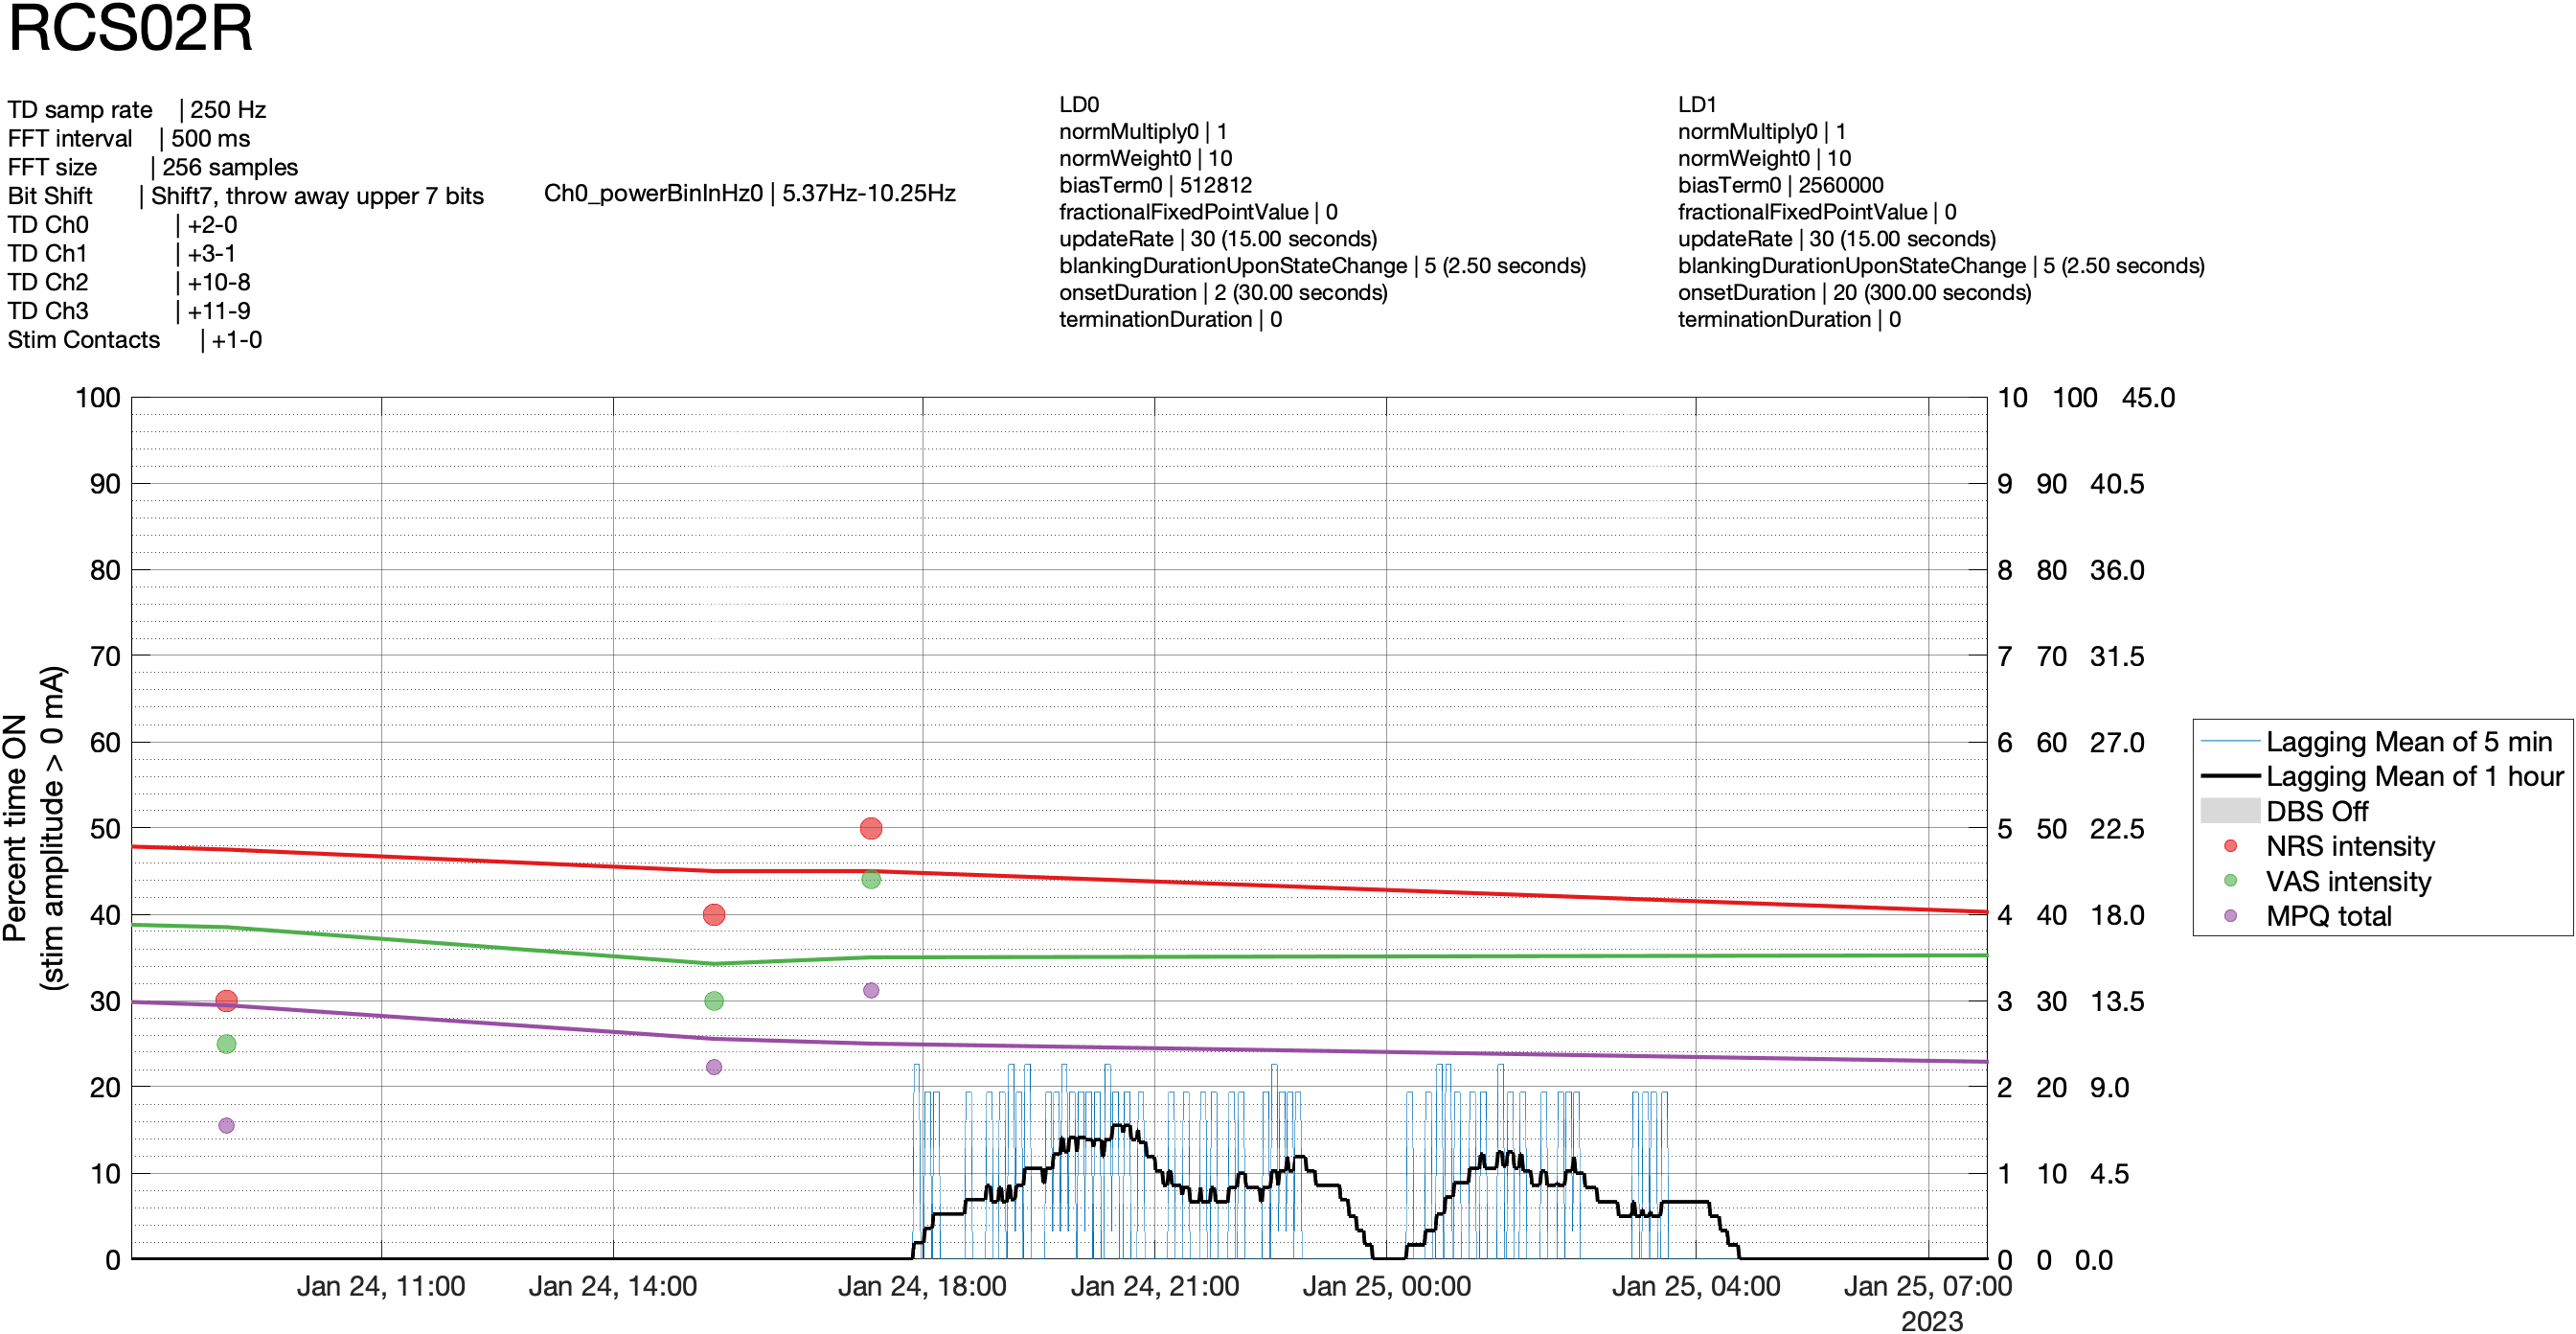 RCS02R
TD samp rate | 250 Hz
FFT interval | 500 ms
FFT size | 256 samples
Bit Shift | Shift7, throw away upper 7 bits
TD Ch0 | +2-0
TD Ch1 | +3-1
TD Ch2 | +10-8
TD Ch3 | +11-9
Stim Contacts | +1-0
Ch0_powerBinInHz0 | 5.37Hz-10.25Hz
LD0
normMultiply0 | 1
normWeight0 | 10
biasTerm0 | 512812
fractionalFixedPointValue | 0
updateRate | 30 (15.00 seconds)
blankingDurationUponStateChange | 5 (2.50 seconds)
onsetDuration | 2 (30.00 seconds)
terminationDuration | 0
LD1
normMultiply0 | 1
normWeight0 | 10
biasTerm0 | 2560000
fractionalFixedPointValue | 0
updateRate | 30 (15.00 seconds)
blankingDurationUponStateChange | 5 (2.50 seconds)
onsetDuration | 20 (300.00 seconds)
terminationDuration | 0
Percent time ON
(stim amplitude > 0 mA)
100
90
80
70
60
50
40
30
20
10
0
10 100 45.0
9 90 40.5
8 80 36.0
7 70 31.5
6 60 27.0
5 50 22.5
4 40 18.0
3 30 13.5
2 20 9.0
1 10 4.5
0 0 0.0
Jan 24, 11:00 Jan 24, 14:00 Jan 24, 18:00 Jan 24, 21:00 Jan 25, 00:00 Jan 25, 04:00 Jan 25, 07:00
2023
Lagging Mean of 5 min
Lagging Mean of 1 hour
DBS Off
NRS intensity
VAS intensity
MPQ total